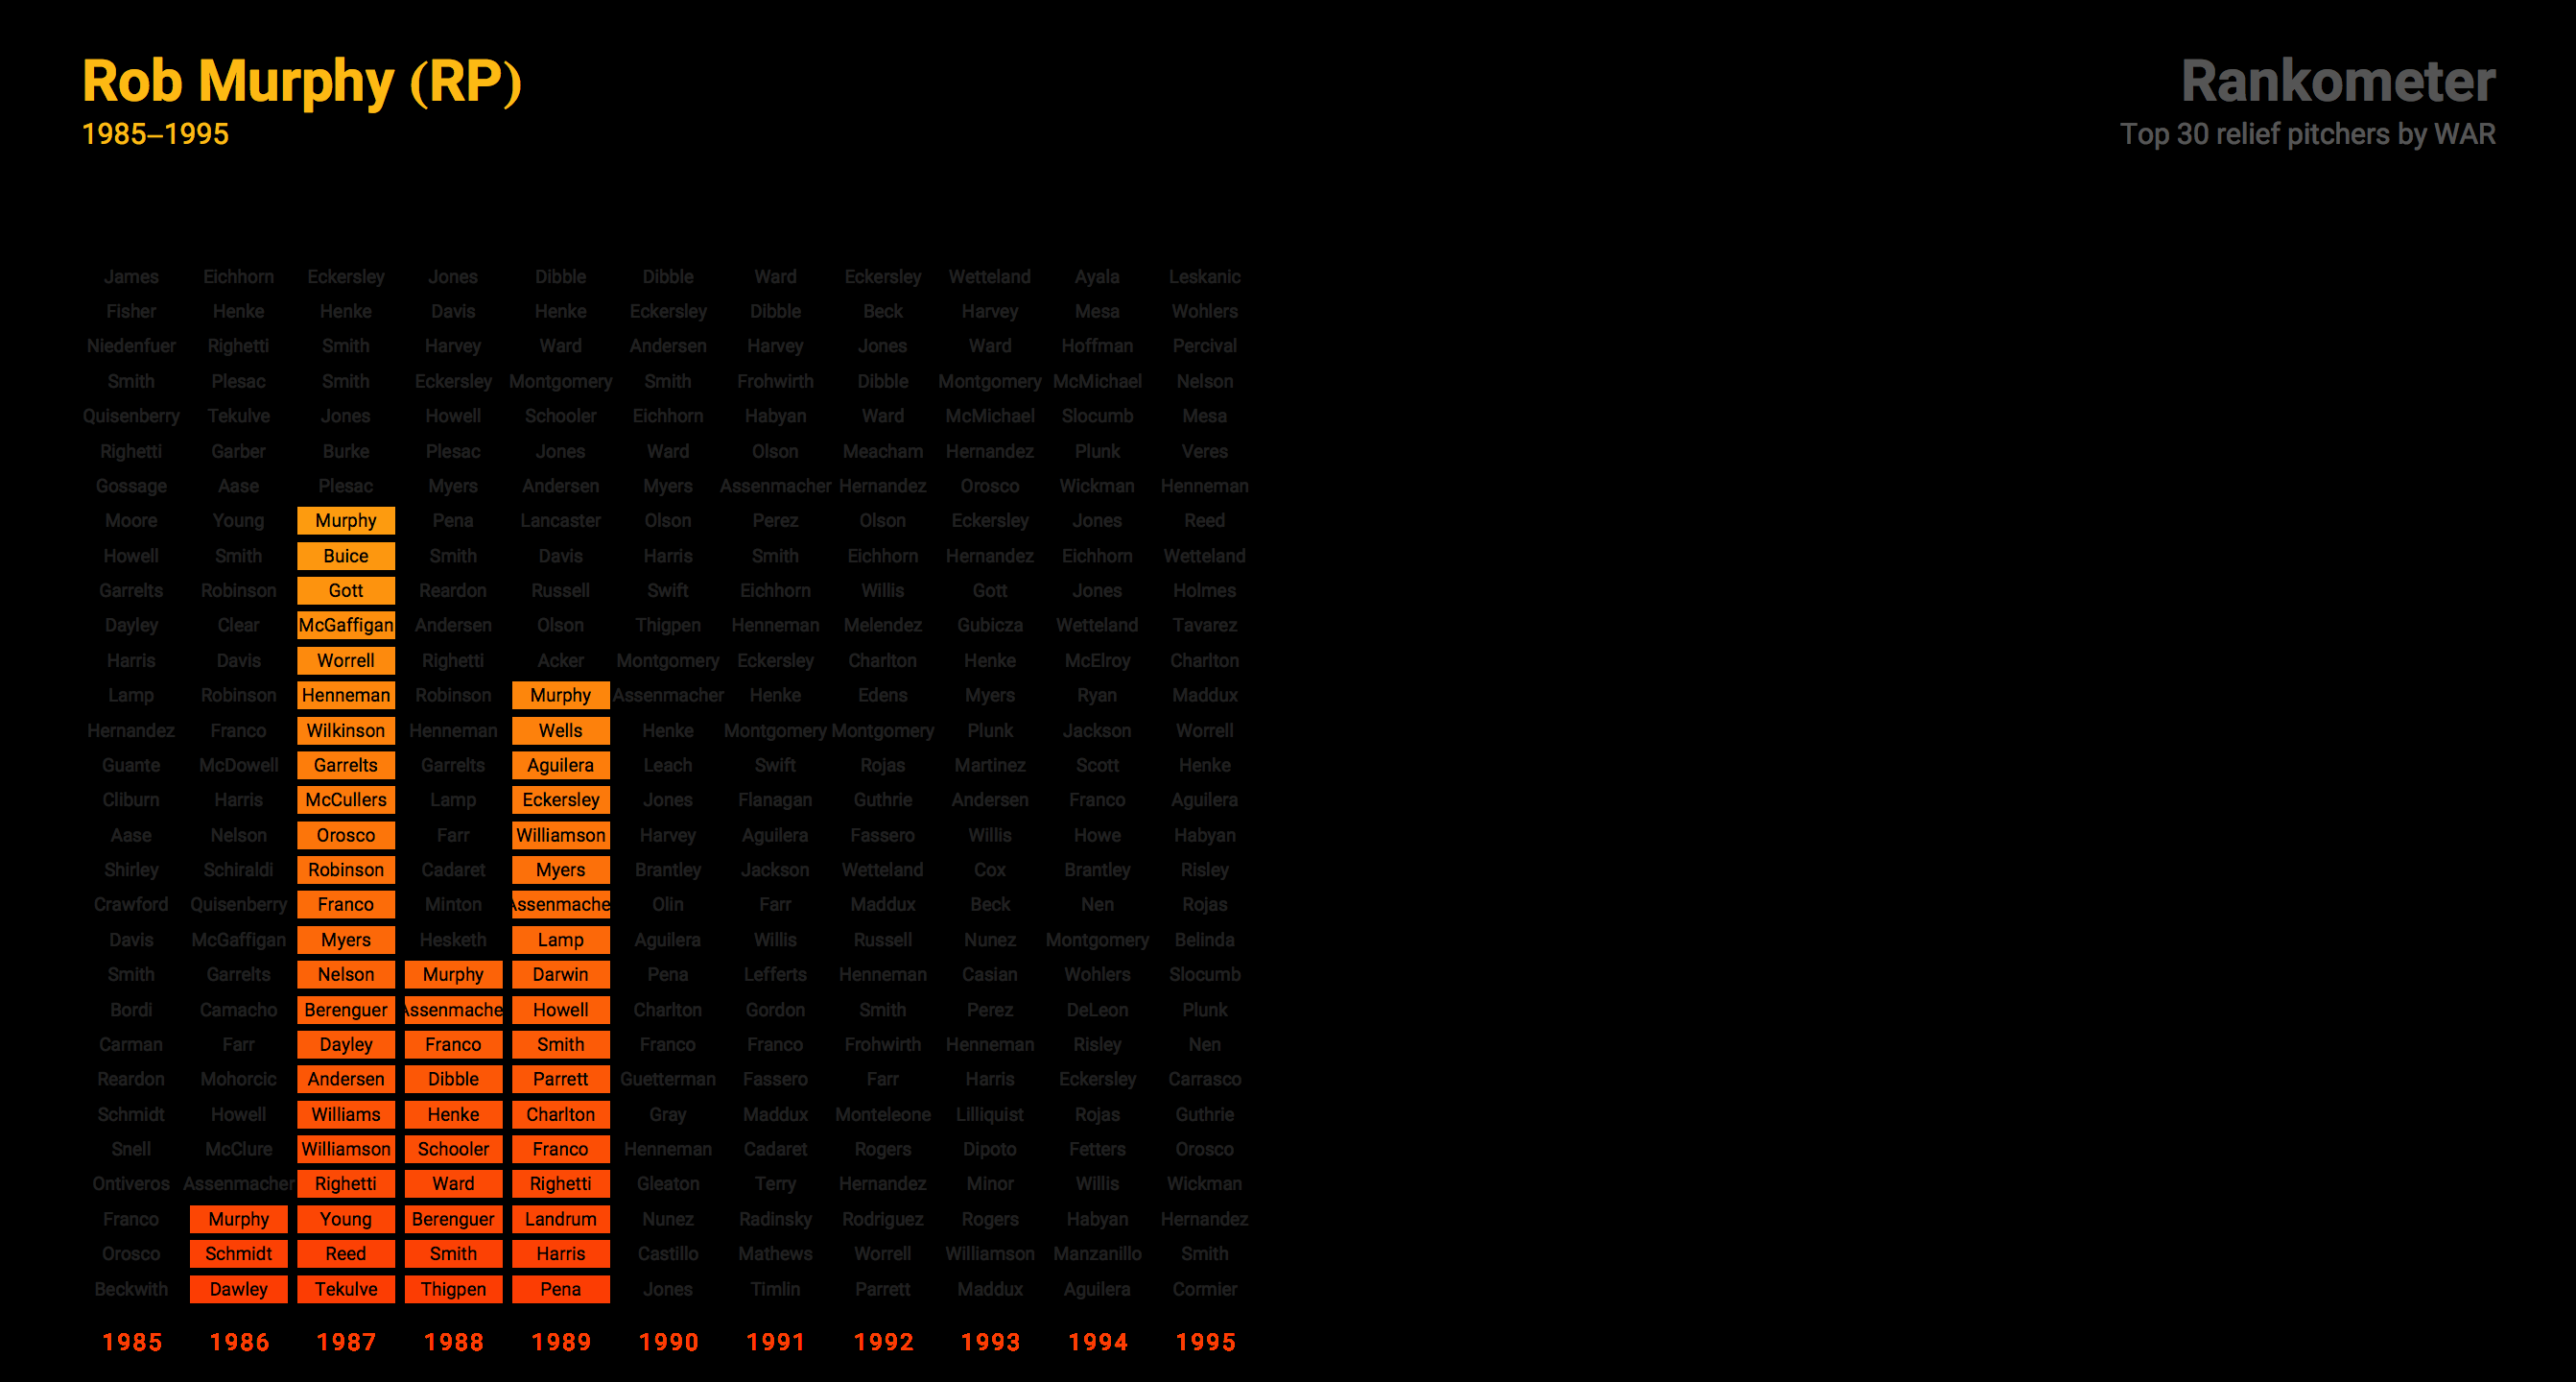 Rob Murphy (RP)
1985–1995
Rankometer
Top 30 relief pitchers by WAR
James Eichhorn Eckersley Jones Dibble Dibble Ward Eckersley Wetteland Ayala Leskanic
Fisher Henke Henke Davis Henke Eckersley Dibble Beck Harvey Mesa Wohlers
Niedenfuer Righetti Smith Harvey Ward Andersen Harvey Jones Ward Hoffman Percival
Smith Plesac Smith Eckersley Montgomery Smith Frohwirth Dibble Montgomery McMichael Nelson
Quisenberry Tekulve Jones Howell Schooler Eichhorn Habyan Ward McMichael Slocumb Mesa
Righetti Garber Burke Plesac Jones Ward Olson Meacham Hernandez Plunk Veres
Gossage Aase Plesac Myers Andersen Myers Assenmacher Hernandez Orosco Wickman Henneman
Moore Young Murphy Pena Lancaster Olson Perez Olson Eckersley Jones Reed
Howell Smith Buice Smith Davis Harris Smith Eichhorn Hernandez Eichhorn Wetteland
Garrelts Robinson Gott Reardon Russell Swift Eichhorn Willis Gott Jones Holmes
Dayley Clear McGaffigan Andersen Olson Thigpen Henneman Melendez Gubicza Wetteland Tavarez
Harris Davis Worrell Righetti Acker Montgomery Eckersley Charlton Henke McElroy Charlton
Lamp Robinson Henneman Robinson Murphy Assenmacher Henke Edens Myers Ryan Maddux
Hernandez Franco Wilkinson Henneman Wells Henke Montgomery Montgomery Plunk Jackson Worrell
Guante McDowell Garrelts Garrelts Aguilera Leach Swift Rojas Martinez Scott Henke
Cliburn Harris McCullers Lamp Eckersley Jones Flanagan Guthrie Andersen Franco Aguilera
Aase Nelson Orosco Farr Williamson Harvey Aguilera Fassero Willis Howe Habyan
Shirley Schiraldi Robinson Cadaret Myers Brantley Jackson Wetteland Cox Brantley Risley
Crawford Quisenberry Franco Minton Assenmache Olin Farr Maddux Beck Nen Rojas
Davis McGaffigan Myers Hesketh Lamp Aguilera Willis Russell Nunez Montgomery Belinda
Smith Garrelts Nelson Murphy Darwin Pena Lefferts Henneman Casian Wohlers Slocumb
Bordi Camacho Berenguer Assenmache Howell Charlton Gordon Smith Perez DeLeon Plunk
Carman Farr Dayley Franco Smith Franco Franco Frohwirth Henneman Risley Nen
Reardon Mohorcic Andersen Dibble Parrett Guetterman Fassero Farr Harris Eckersley Carrasco
Schmidt Howell Williams Henke Charlton Gray Maddux Monteleone Lilliquist Rojas Guthrie
Snell McClure Williamson Schooler Franco Henneman Cadaret Rogers Dipoto Fetters Orosco
Ontiveros Assenmacher Righetti Ward Righetti Gleaton Terry Hernandez Minor Willis Wickman
Franco Murphy Young Berenguer Landrum Nunez Radinsky Rodriguez Rogers Habyan Hernandez
Orosco Schmidt Reed Smith Harris Castillo Mathews Worrell Williamson Manzanillo Smith
Beckwith Dawley Tekulve Thigpen Pena Jones Timlin Parrett Maddux Aguilera Cormier
1985 1986 1987 1988 1989 1990 1991 1992 1993 1994 1995